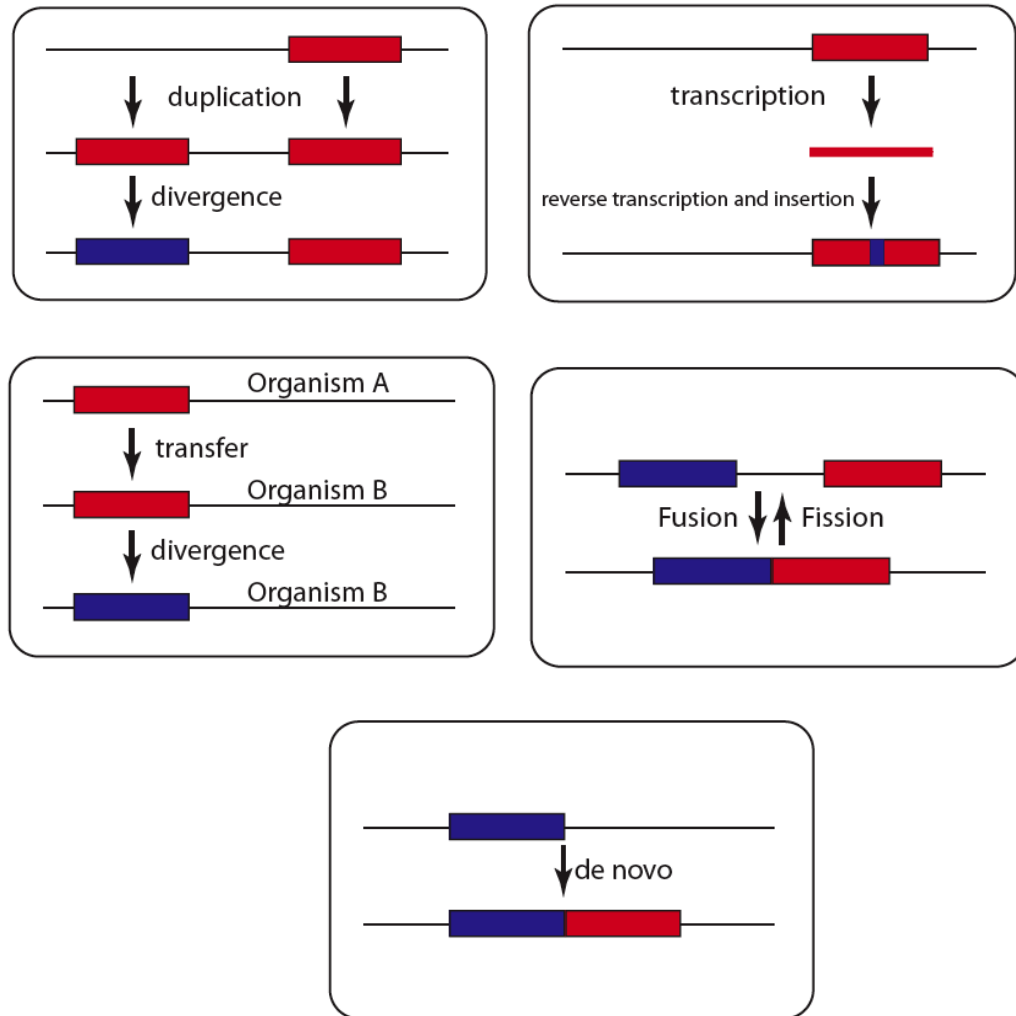 duplication
divergence
transcription
reverse transcription and insertion
Organism A
transfer
Organism B
divergence
Organism B
Fusion
Fission
de novo